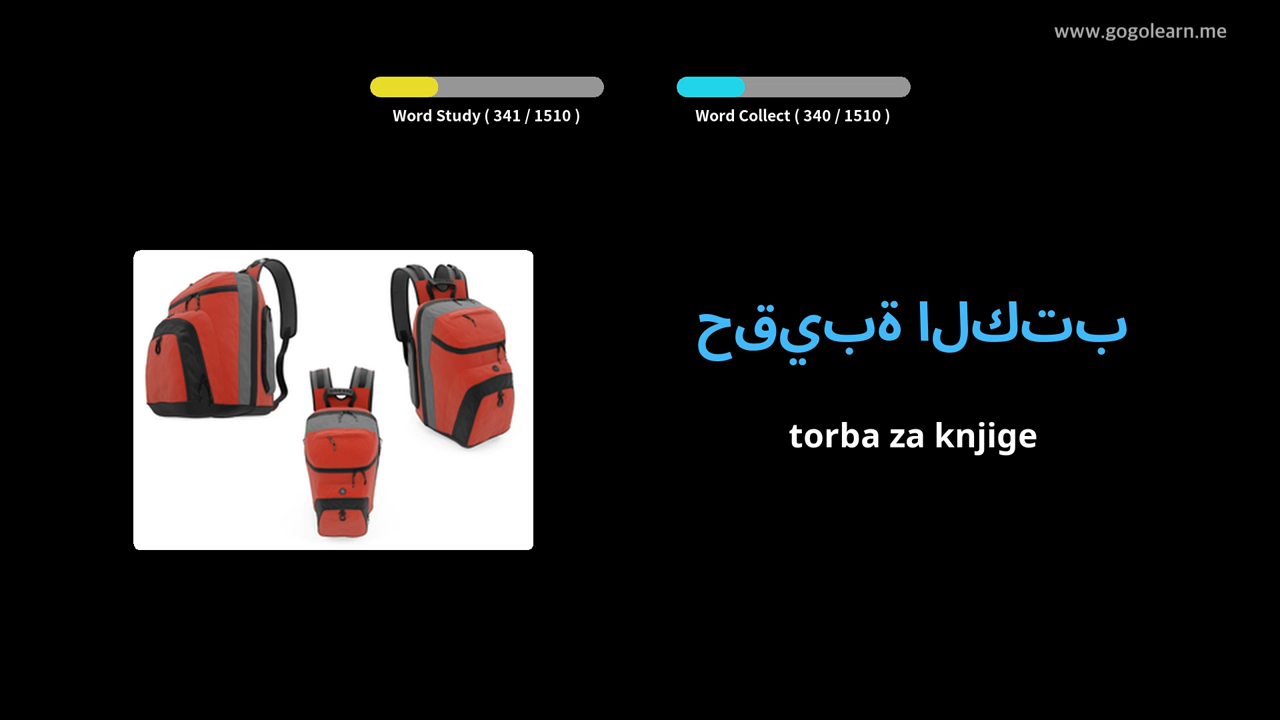 www.gogolearn.me
Word Study ( 341 / 1510 )
Word Collect ( 340 / 1510 )
حقيبة الكتب
torba za knjige